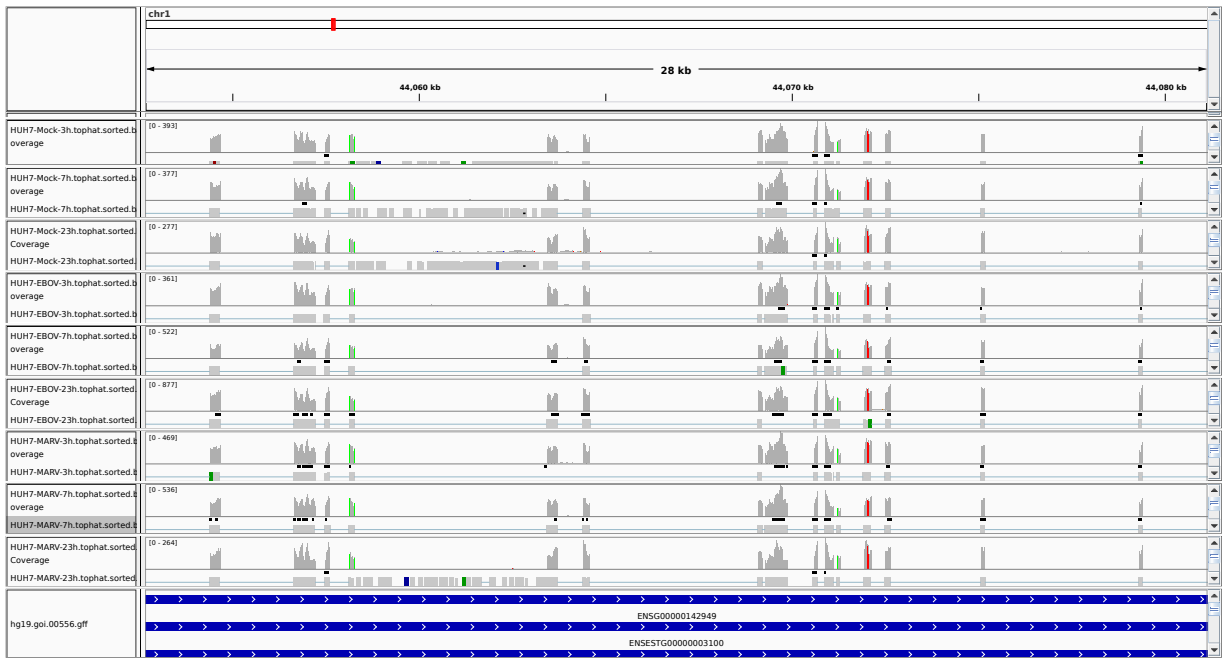 chr1
28 kb
44,060 kb 44,070 kb 44,080 kb
HUH7-Mock-3h.tophat.sorted.b
overage
[0 - 393]
HUH7-Mock-7h.tophat.sorted.b
overage
HUH7-Mock-7h.tophat.sorted.b
[0 - 377]
HUH7-Mock-23h.tophat.sorted.
Coverage
HUH7-Mock-23h.tophat.sorted.
[0 - 277]
HUH7-EBOV-3h.tophat.sorted.b
overage
HUH7-EBOV-3h.tophat.sorted.b
[0 - 361]
HUH7-EBOV-7h.tophat.sorted.b
overage
HUH7-EBOV-7h.tophat.sorted.b
[0 - 522]
HUH7-EBOV-23h.tophat.sorted.
Coverage
HUH7-EBOV-23h.tophat.sorted.
[0 - 877]
HUH7-MARV-3h.tophat.sorted.b
overage
HUH7-MARV-3h.tophat.sorted.b
[0 - 469]
HUH7-MARV-7h.tophat.sorted.b
overage
HUH7-MARV-7h.tophat.sorted.b
[0 - 536]
HUH7-MARV-23h.tophat.sorted.
Coverage
HUH7-MARV-23h.tophat.sorted.
[0 - 264]
hg19.goi.00556.gff
ENSG00000142949
ENSESTG00000003100